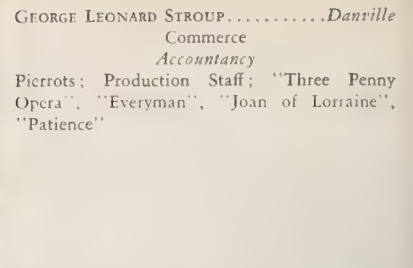 GEORGE LEONARD STROUP............Danville
Commerce
Accountancy
Pierrots; Production Staff; "Three Penny
Opera", "Everyman", "Joan of Lorraine",
"Patience"